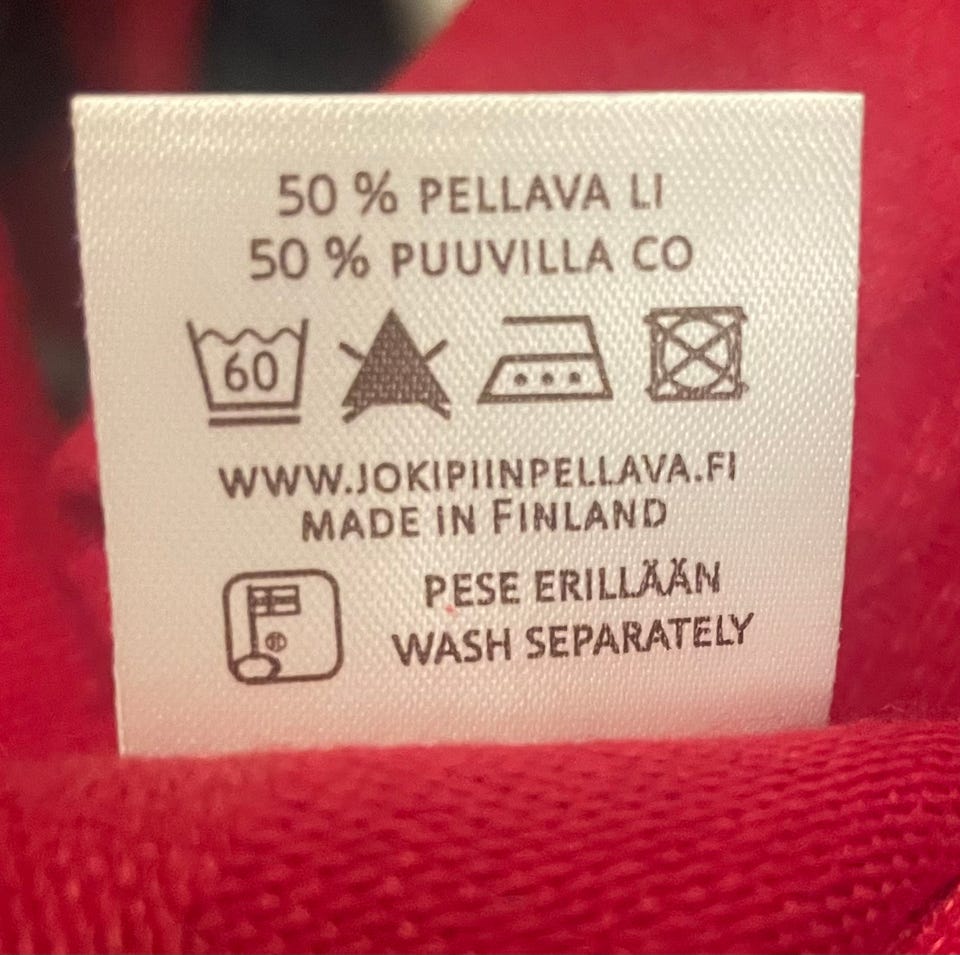 50 % PELLAVA LI
50 % PUUVILLA CO
60
WWW.JOKIPIINPELLAVA.FI
MADE IN FINLAND
®
PESE ERILLÄÄN
WASH SEPARATELY